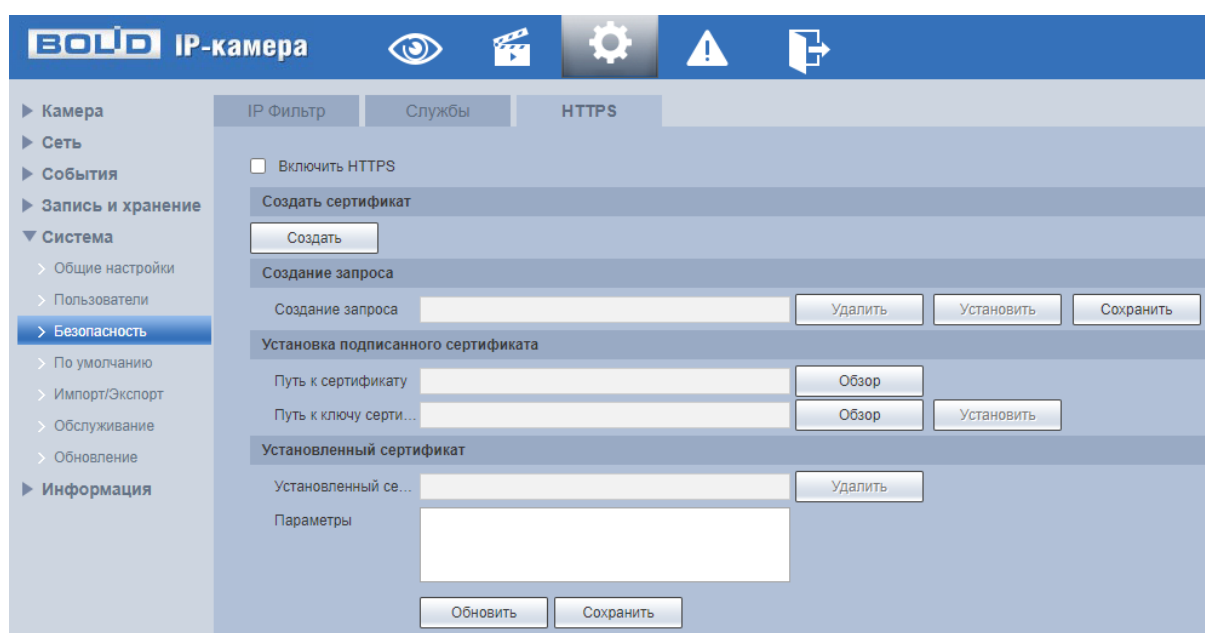 BOLID IP-камера
Камера
Сеть
События
Запись и хранение
Система
Общие настройки
Пользователи
Безопасность
По умолчанию
Импорт/Экспорт
Обслуживание
Обновление
Информация
IP Фильтр Службы HTTPS
Включить HTTPS
Создать сертификат
Создать
Создание запроса
Создание запроса Удалить Установить Сохранить
Установка подписанного сертификата
Путь к сертификату Обзор
Путь к ключу серти... Обзор Установить
Установленный сертификат
Установленный се... Удалить
Параметры
Обновить Сохранить